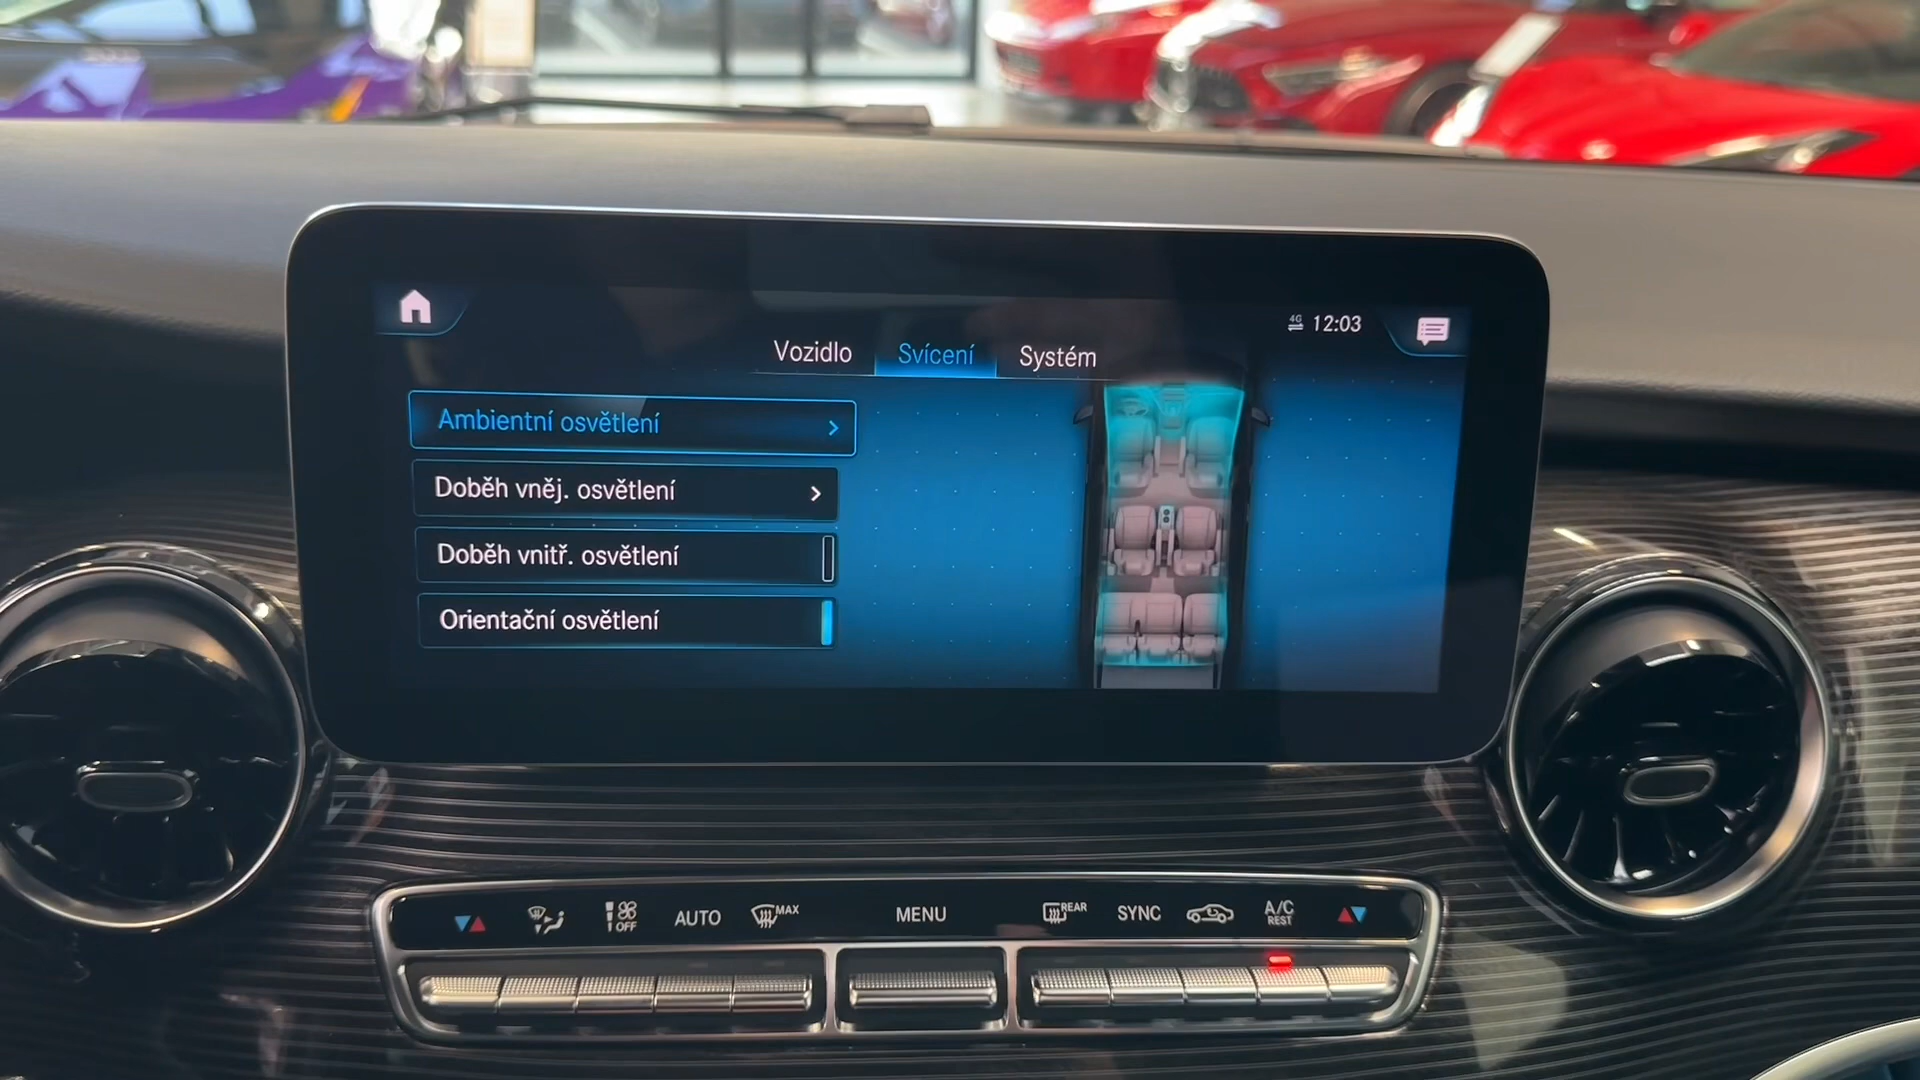 4G 12:03
Vozidlo Svícení Systém
Ambientní osvětlení
Doběh vněj. osvětlení
Doběh vnitř. osvětlení
Orientační osvětlení
OFF AUTO MAX MENU REAR SYNC A/C REST